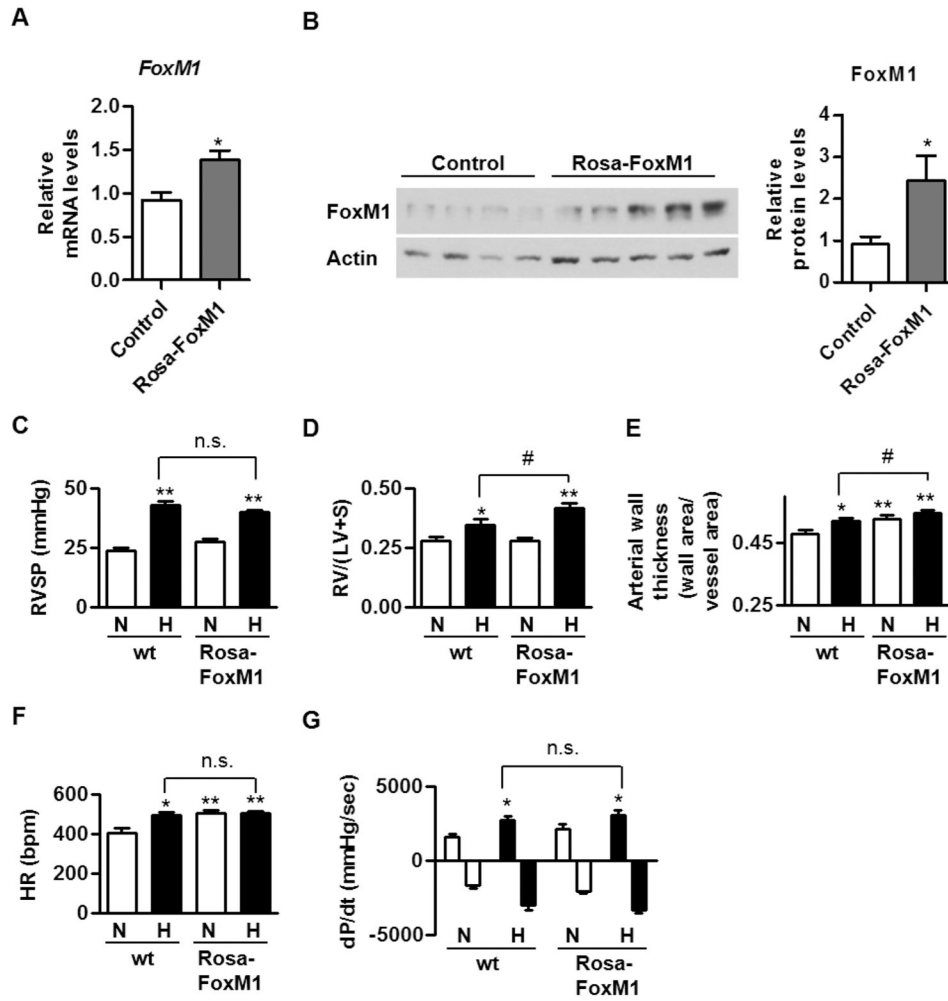 A
FoxM1
Relative
mRNA levels
2.0
1.5
1.0
0.5
0.0
*
Control
Rosa-FoxM1
B
Control
Rosa-FoxM1
FoxM1
Actin
FoxM1
Relative
protein levels
4
3
2
1
0
*
Control
Rosa-FoxM1
C
n.s.
RVSP (mmHg)
50
25
0
**
**
N
H
N
H
wt
Rosa-
FoxM1
D
#
RV/(LV+S)
0.50
0.25
0.00
*
**
N
H
N
H
wt
Rosa-
FoxM1
E
#
Arterial wall
thickness
(wall area/
vessel area)
0.45
0.25
*
**
**
N
H
N
H
wt
Rosa-
FoxM1
F
n.s.
HR (bpm)
600
400
200
0
*
**
**
N
H
N
H
wt
Rosa-
FoxM1
G
n.s.
dP/dt (mmHg/sec)
5000
0
-5000
*
*
N
H
N
H
wt
Rosa-
FoxM1